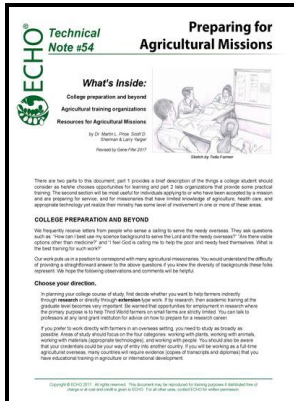 ECHO®
Technical
Note #54
Preparing for
Agricultural Missions
What's Inside:
College preparation and beyond
Agricultural training organizations
Resources for Agricultural Missions
by Dr. Martin L. Price, Scott D.
Sherman & Larry Yarger
Revised by Gene Fifer 2017
Sketch by Tada Farmer
There are two parts to this document; part 1 provides a brief description of the things a college student should
consider as he/she chooses opportunities for learning and part 2 lists organizations that provide some practical
training. The second section will be most useful for individuals applying to or who have been accepted by a mission
and are preparing for service, and for missionaries that have limited knowledge of agriculture, health care, and
appropriate technology yet realize their ministry has some level of involvement in one or more of these areas.
COLLEGE PREPARATION AND BEYOND
We frequently receive letters from people who sense a calling to serve the needy overseas. They ask questions
such as: "How can I best use my science background to serve the Lord and the needy overseas?" "Are there viable
options other than medicine?" and "I feel God is calling me to help the poor and needy feed themselves. What is
the best training for such work?"
Our work puts us in a position to correspond with many agricultural missionaries. You would understand the difficulty
of providing a straightforward answer to the above questions if you knew the diversity of backgrounds these folks
represent. We hope the following observations and comments will be helpful.
Choose your direction.
In planning your college course of study, first decide whether you want to help farmers indirectly
through research or directly through extension type work. If by research, then academic training at the
graduate level becomes very important. Be warned that opportunities for employment in research where
the primary purpose is to help Third World farmers on small farms are strictly limited. You can talk to
professors at any land grant institution for advice on how to prepare for a research career.
If you prefer to work directly with farmers in an overseas setting, you need to study as broadly as
possible. Areas of study should focus on the four categories: working with plants, working with animals,
working with materials (appropriate technologies), and working with people. You should also be aware
that your credentials could be your way of entry into another country. If you will be working as a full-time
agricultural overseas, many countries will require evidence (copies of transcripts and diplomas) that you
have educational training in agriculture or international development.
Copyright © ECHO 2017. All rights reserved. This document may be reproduced for training purposes if distributed free of
charge or at cost and credit is given to ECHO. For all other uses, contact ECHO for written permission.